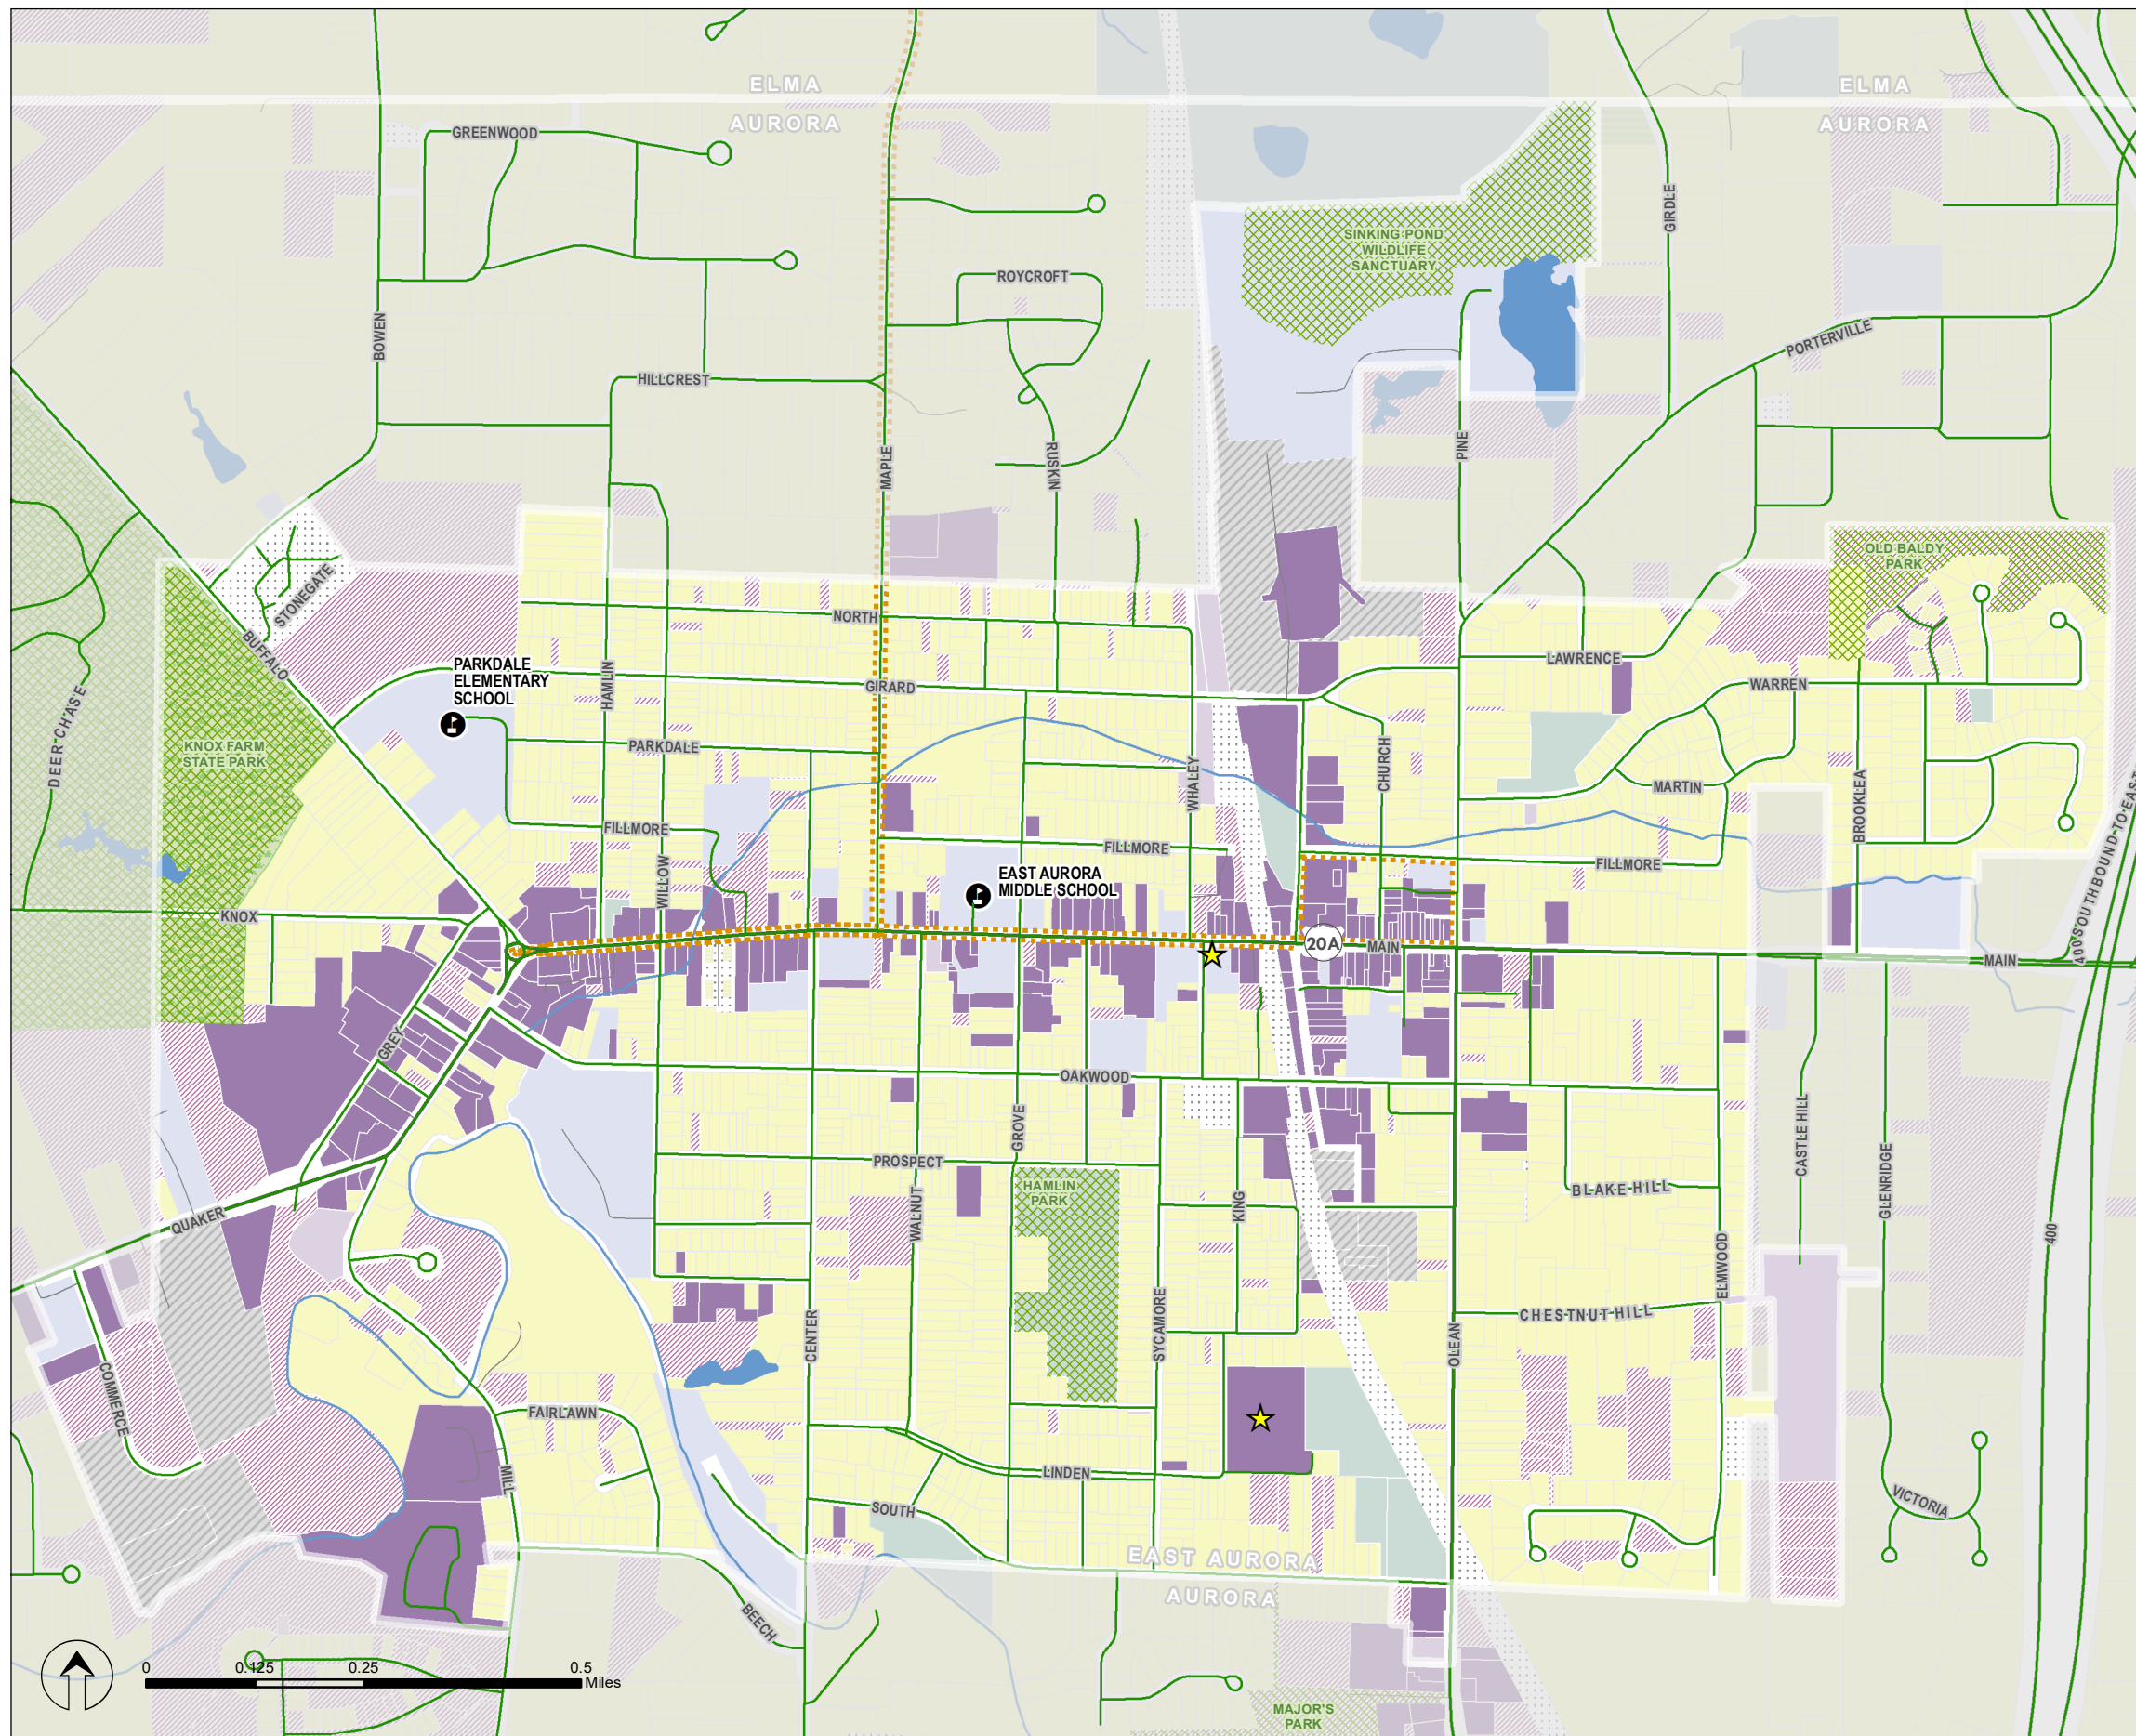 ELMA
AURORA
ELMA
AURORA
GREENWOOD
GIRDLE
SINKING POND
WILDLIFE
SANCTUARY
ROYCROFT
BOWEN
PORTERVILLE
HILLCREST
MAPLE
RUSKIN
PINE
OLD BALDY
PARK
STONEGATE
NORTH
BUFFALO
LAWRENCE
PARKDALE
ELEMENTARY
SCHOOL
HAMLIN
GIRARD
WARREN
DEER CHASE
KNOX FARM
STATE PARK
PARKDALE
WHALEY
CHURCH
MARTIN
BROOKLEA
FILLMORE
FILLMORE
FILLMORE
WILLOW
EAST AURORA
MIDDLE SCHOOL
400 SOUTHBOUND-TO-EAST
KNOX
20A
MAIN
MAIN
GREY
OAKWOOD
GROVE
CASTLE HILL
PROSPECT
HAMLIN
PARK
BLAKE HILL
GLENRIDGE
QUAKER
WALNUT
KING
400
ELMWOOD
CENTER
SYCAMORE
CHESTNUT HILL
OLEAN
COMMERCE
FAIRLAWN
MILL
LINDEN
SOUTH
VICTORIA
EAST AURORA
AURORA
BEECH
0 0.125 0.25 0.5
Miles
MAJOR'S
PARK